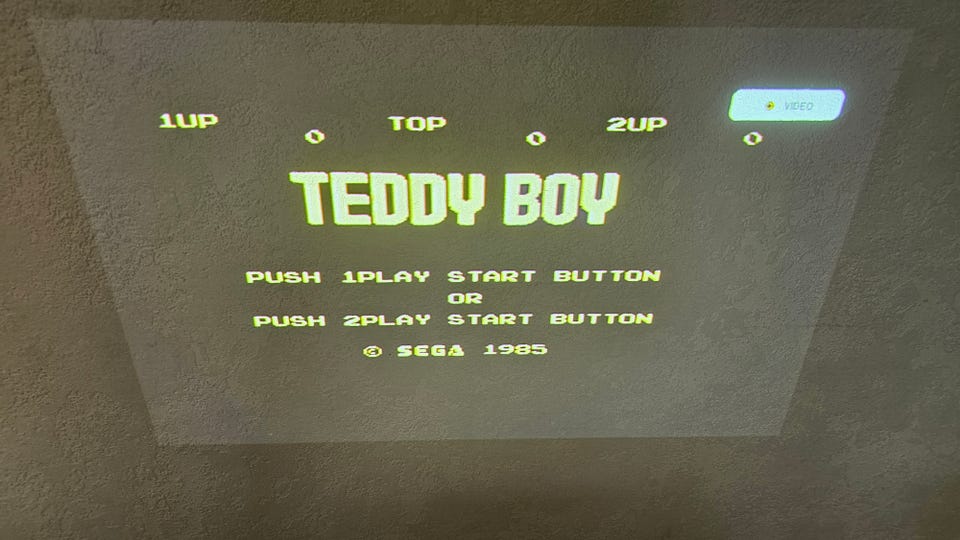 VIDEO
1UP TOP 2UP
0 0 0
TEDDY BOY
PUSH 1PLAY START BUTTON
OR
PUSH 2PLAY START BUTTON
© SEGA 1985